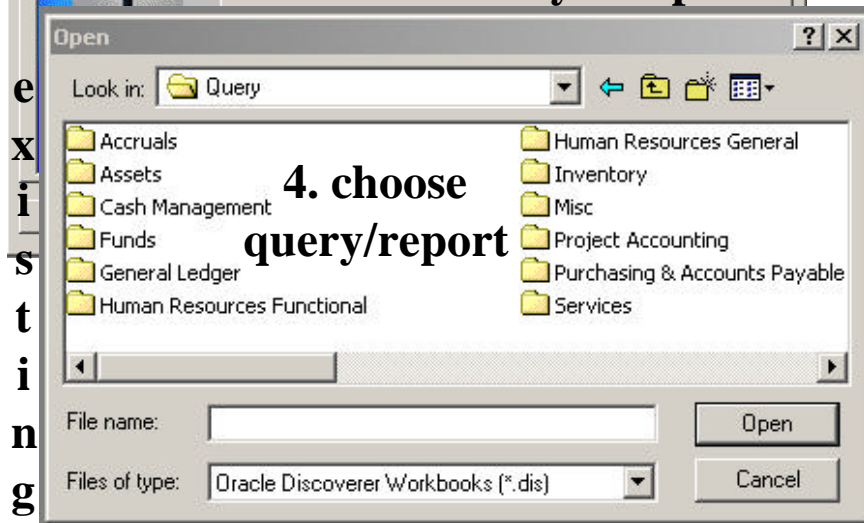 Open
Look in: Query
Accruals
Assets
Cash Management
Funds
General Ledger
Human Resources Functional
Human Resources General
Inventory
Misc
Project Accounting
Purchasing & Accounts Payable
Services
4. choose
query/report
File name:
Open
Files of type: Oracle Discoverer Workbooks (*.dis)
Cancel
e
x
i
s
t
i
n
g